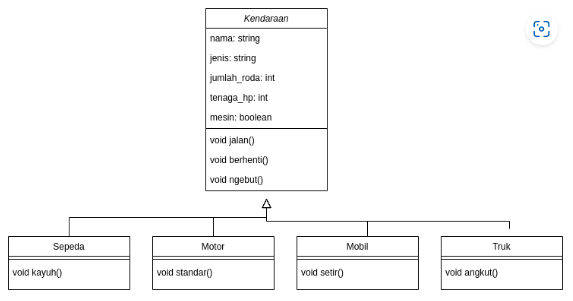 Kendaraan
nama: string
jenis: string
jumlah_roda: int
tenaga_hp: int
mesin: boolean
void jalan()
void berhenti()
void ngebut()
Sepeda
void kayuh()
Motor
void standar()
Mobil
void setir()
Truk
void angkut()